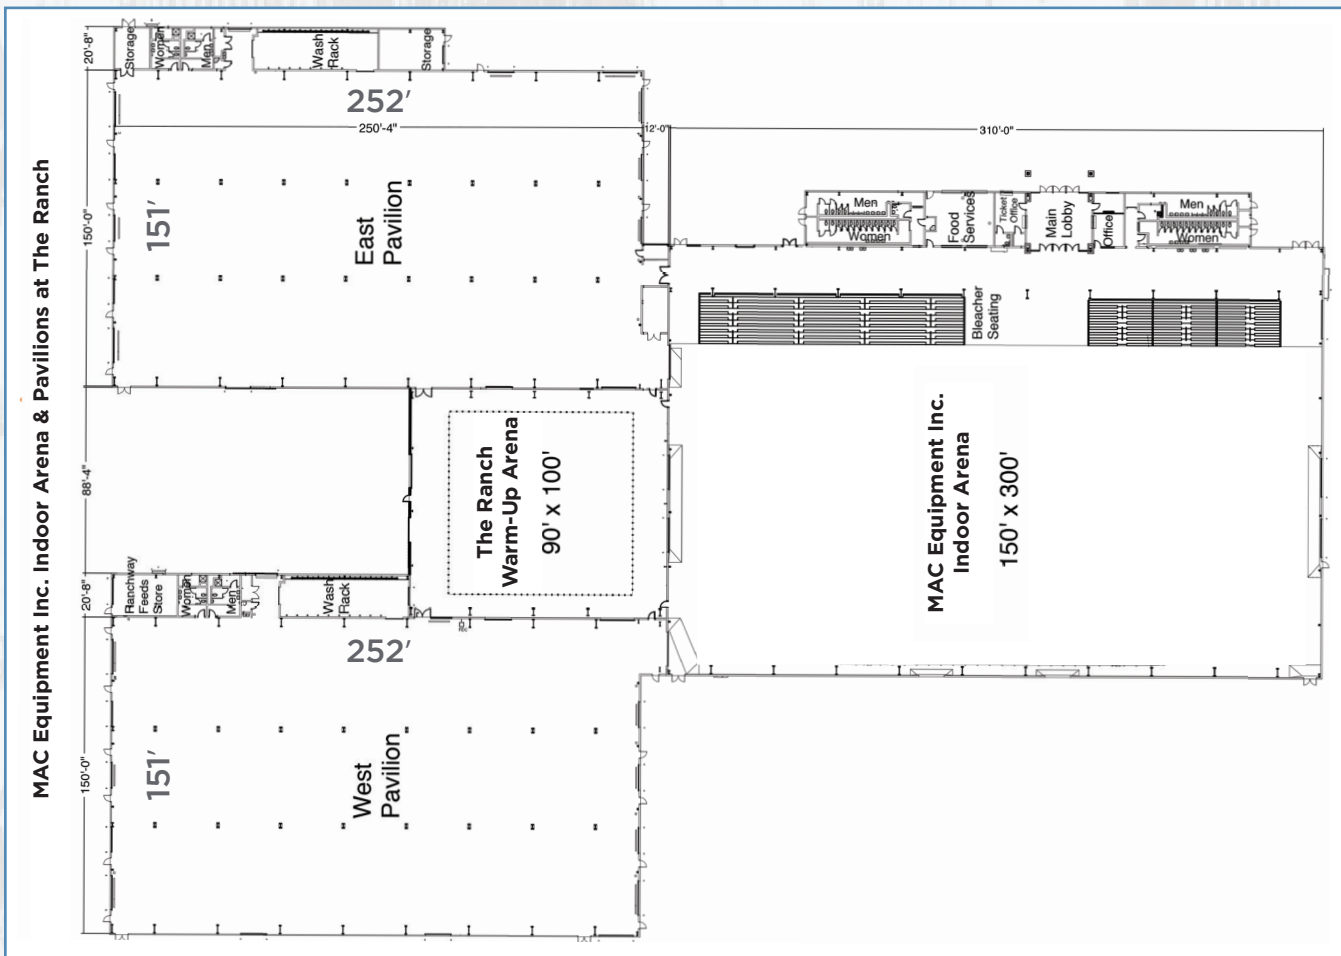 MAC Equipment Inc. Indoor Arena & Pavilions at The Ranch
20'-8"
Storage
Women
Men
Wash
Rack
Storage
252'
250'-4"
12'-0"
310'-0"
150'-0"
151'
East
Pavilion
Men
Women
Food
Services
Ticket
Office
Main
Lobby
Office
Men
Women
Bleacher
Seating
88'-4"
The Ranch
Warm-Up Arena
90' x 100'
MAC Equipment Inc.
Indoor Arena
150' x 300'
20'-8"
Ranchway
Feeds
Store
Women
Men
Wash
Rack
252'
150'-0"
151'
West
Pavilion